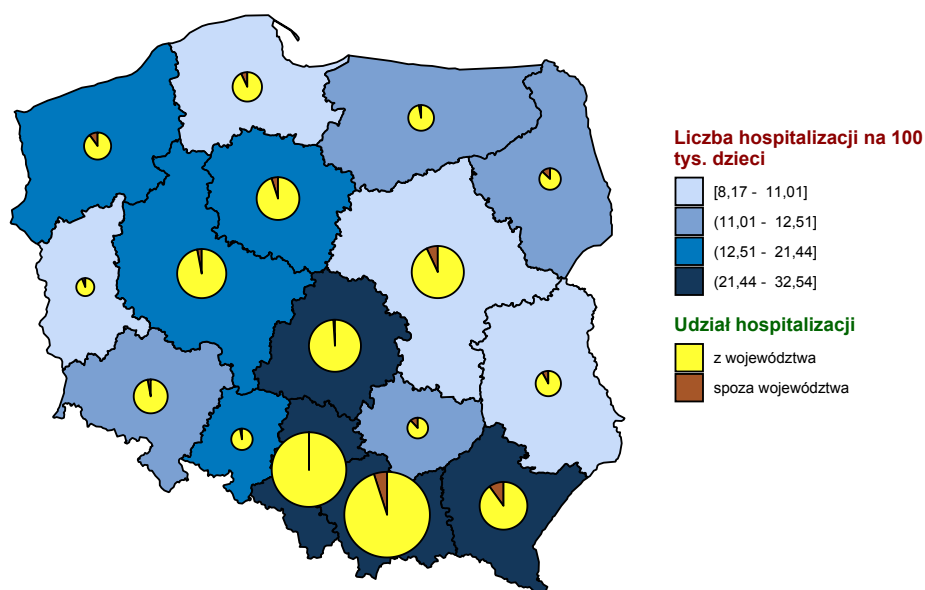 Liczba hospitalizacji na 100
tys. dzieci
[8,17 - 11,01]
(11,01 - 12,51]
(12,51 - 21,44]
(21,44 - 32,54]
Udział hospitalizacji
z województwa
spoza województwa